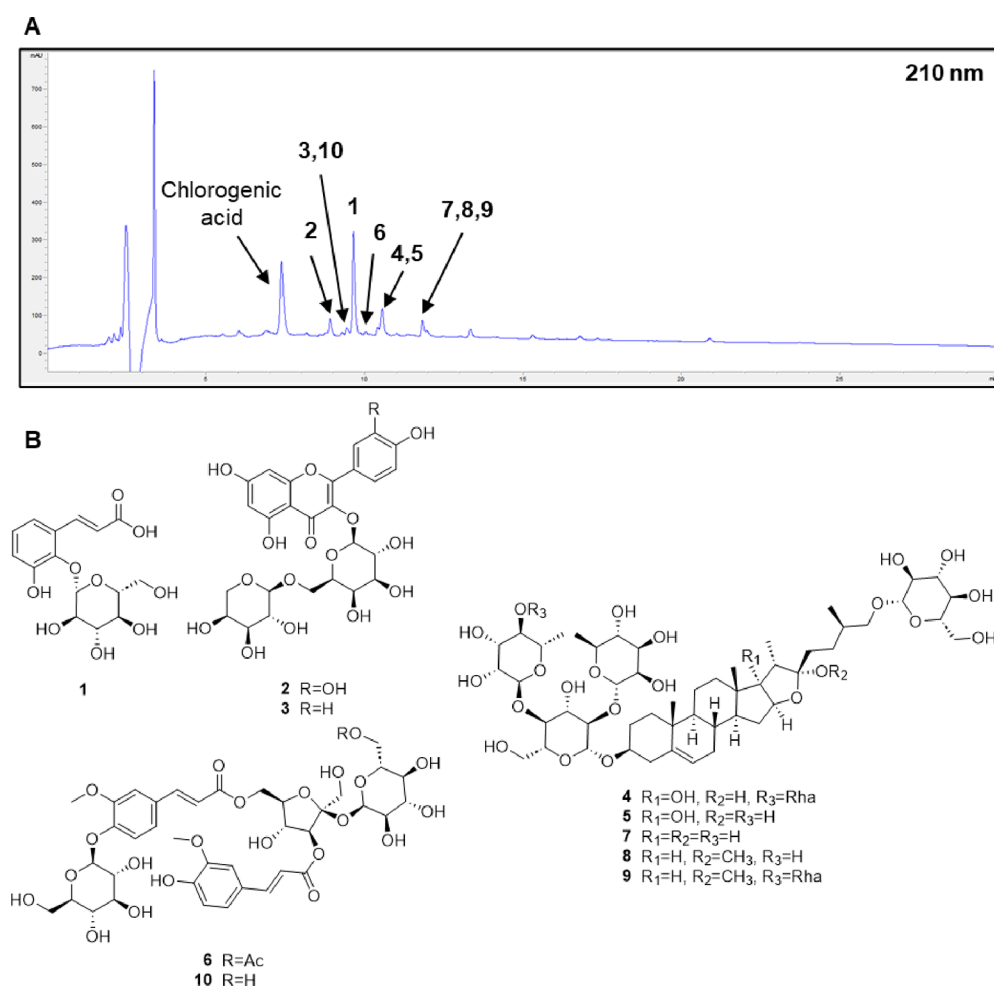 A
mAU
210 nm
700
600
500
400
300
200
100
0
3,10
Chlorogenic
acid
1
7,8,9
2
6
4,5
5
10
15
20
25
B
R
OH
HO
O
O
OH
O
OH
O
OH
O
OH
O
OH
HO
OH
OH
O
O
OH
O
OH
HO
OH
OH
1
2 R=OH
3 R=H
HO
OH
OH
O
O
OH
OR₃
HO
OH
HO
O
O
OH
HO
OH
R₁
OR₂
O
HO
O
O
O
O
HO
H
H
H
H
4 R₁=OH, R₂=H, R₃=Rha
5 R₁=OH, R₂=R₃=H
7 R₁=R₂=R₃=H
8 R₁=H, R₂=CH₃, R₃=H
9 R₁=H, R₂=CH₃, R₃=Rha
RO
O
O
O
HO
O
OH
O
O
OH
HO
O
OH
OH
O
O
HO
O
OH
HO
OH
OH
O
6 R=Ac
10 R=H